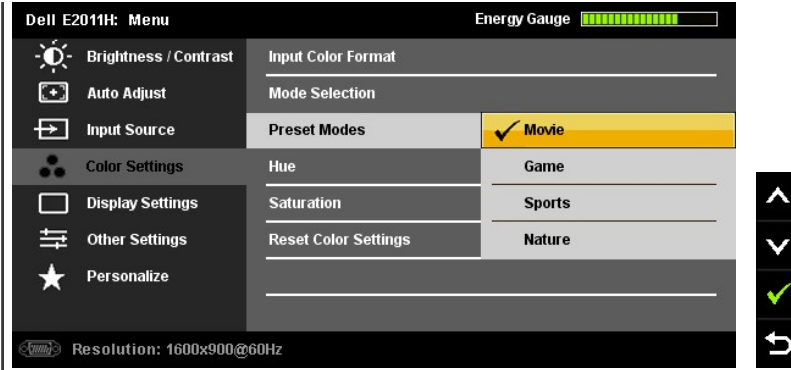 Dell E2011H: Menu Energy Gauge
Brightness / Contrast Input Color Format
Auto Adjust Mode Selection
Input Source Preset Modes Movie
Color Settings Hue Game
Display Settings Saturation Sports
Other Settings Reset Color Settings Nature
Personalize
Resolution: 1600x900@60Hz